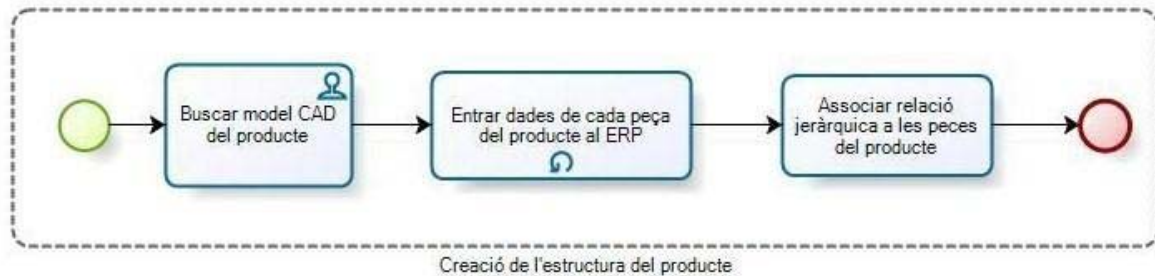 Buscar model CAD
del producte
Entrar dades de cada peça
del producte al ERP
Associar relació
jeràrquica a les peces
del producte
Creació de l'estructura del producte